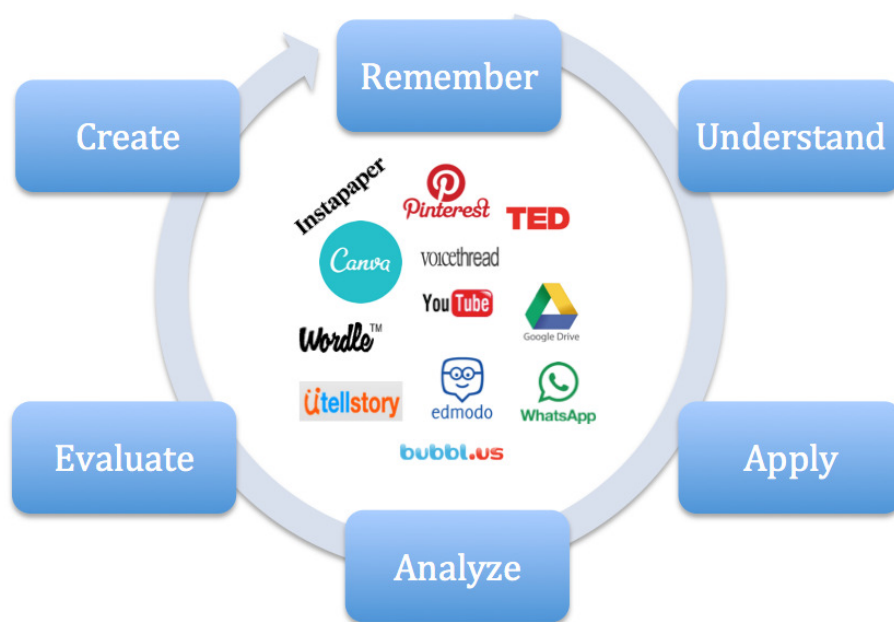 Remember
Create
Understand
Instapaper
Pinterest
TED
Canva
voicethread
YouTube
Google Drive
Wordle™
Ütellstory
edmodo
WhatsApp
bubbl.us
Evaluate
Apply
Analyze